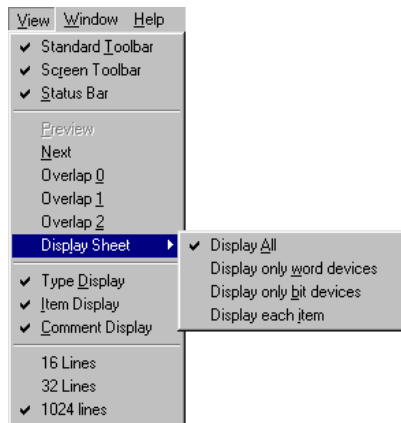 View Window Help
Standard Toolbar
Screen Toolbar
Status Bar
Preview
Next
Overlap 0
Overlap 1
Overlap 2
Display Sheet
Display All
Display only word devices
Display only bit devices
Display each item
Type Display
Item Display
Comment Display
16 Lines
32 Lines
1024 lines